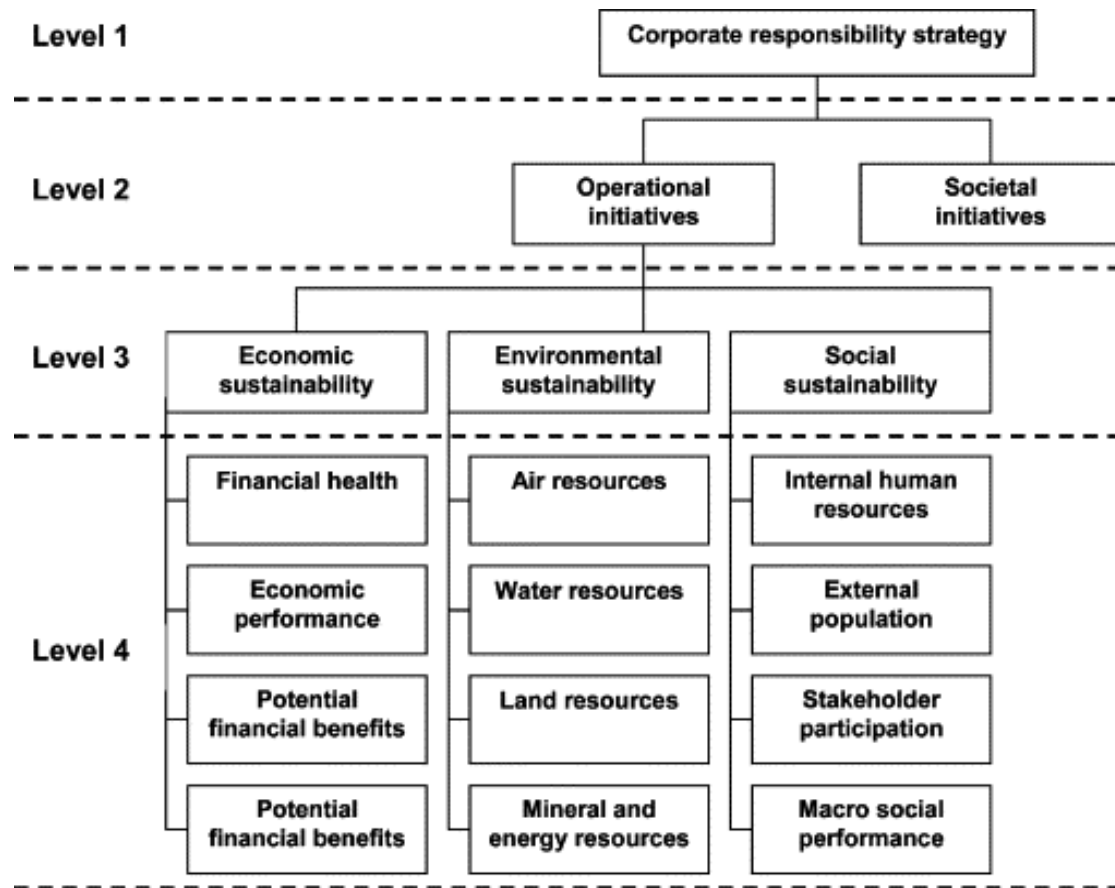 Level 1
Corporate responsibility strategy
Level 2
Operational
initiatives
Societal
initiatives
Level 3
Economic
sustainability
Environmental
sustainability
Social
sustainability
Level 4
Financial health
Air resources
Internal human
resources
Economic
performance
Water resources
External
population
Potential
financial benefits
Land resources
Stakeholder
participation
Potential
financial benefits
Mineral and
energy resources
Macro social
performance